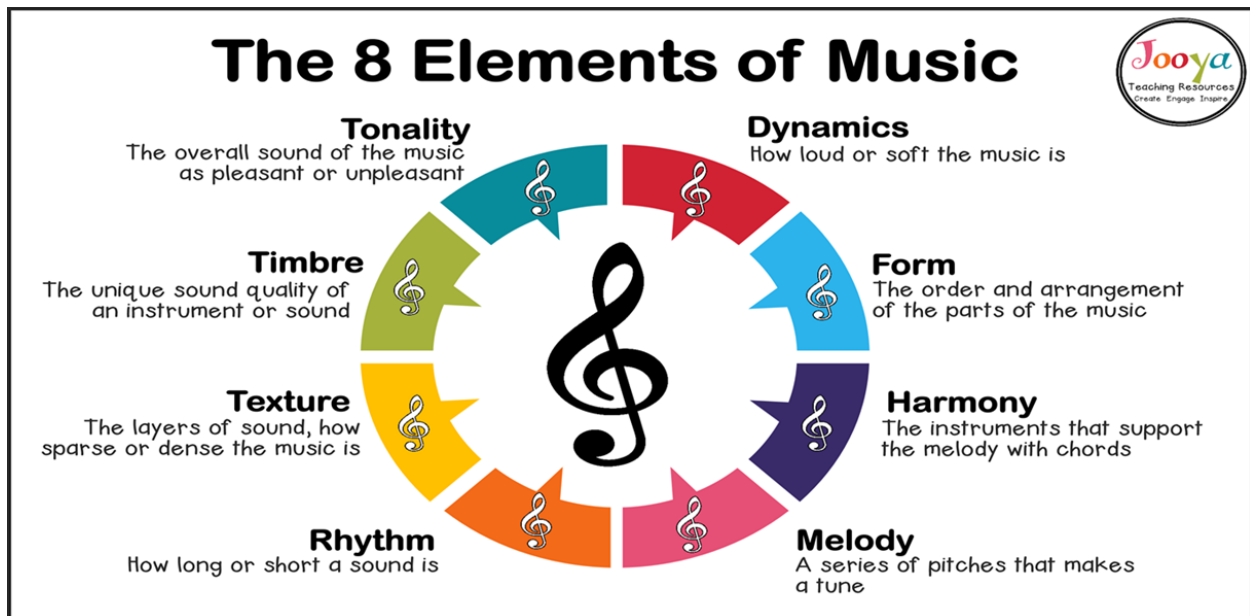 The 8 Elements of Music
Jooya
Teaching Resources
Create Engage Inspire
Tonality
The overall sound of the music
as pleasant or unpleasant
Dynamics
How loud or soft the music is
Timbre
The unique sound quality of
an instrument or sound
Form
The order and arrangement
of the parts of the music
Texture
The layers of sound, how
sparse or dense the music is
Harmony
The instruments that support
the melody with chords
Rhythm
How long or short a sound is
Melody
A series of pitches that makes
a tune